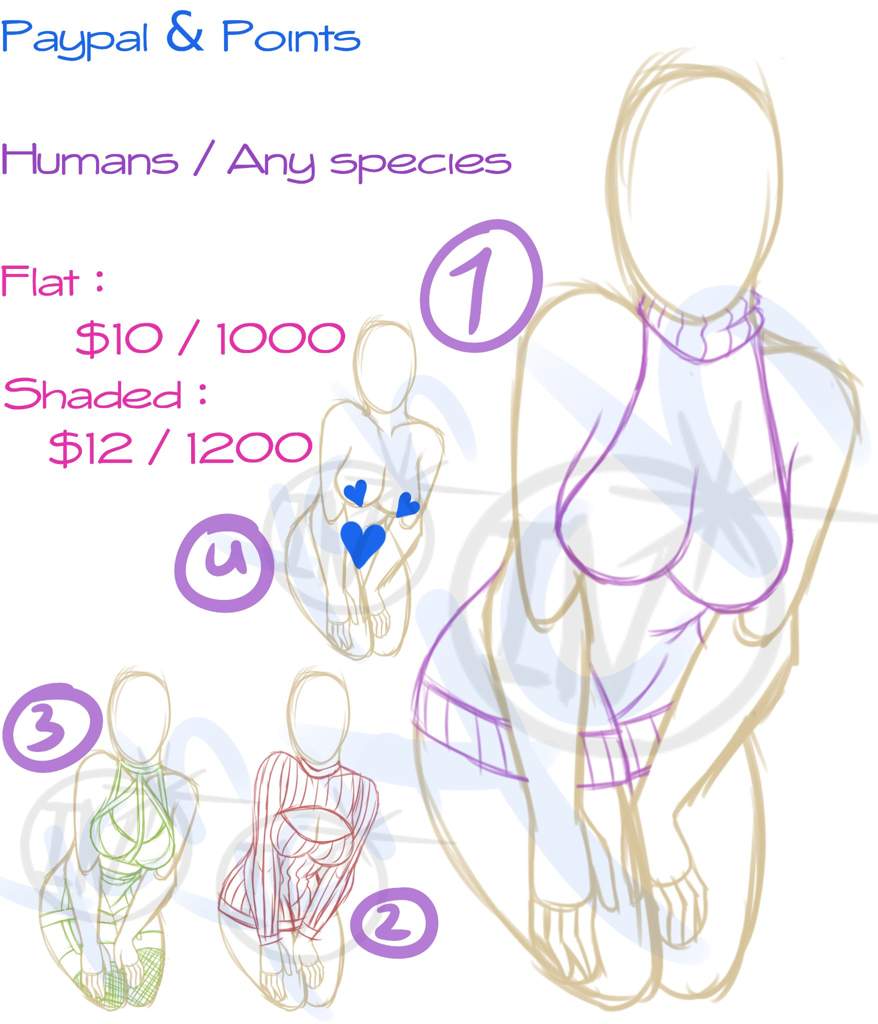 Paypal & Points
Humans / Any species
1
Flat :
$10 / 1000
Shaded :
$12 / 1200
4
3
2